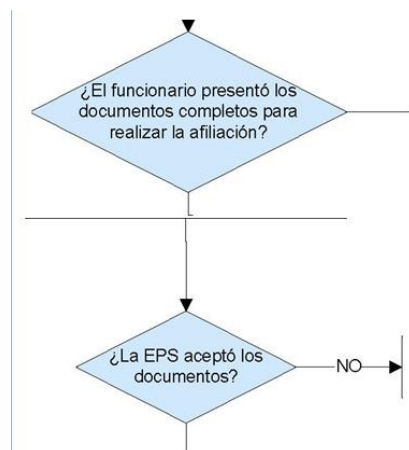 ¿El funcionario presentó los
documentos completos para
realizar la afiliación?
¿La EPS aceptó los
documentos?
NO